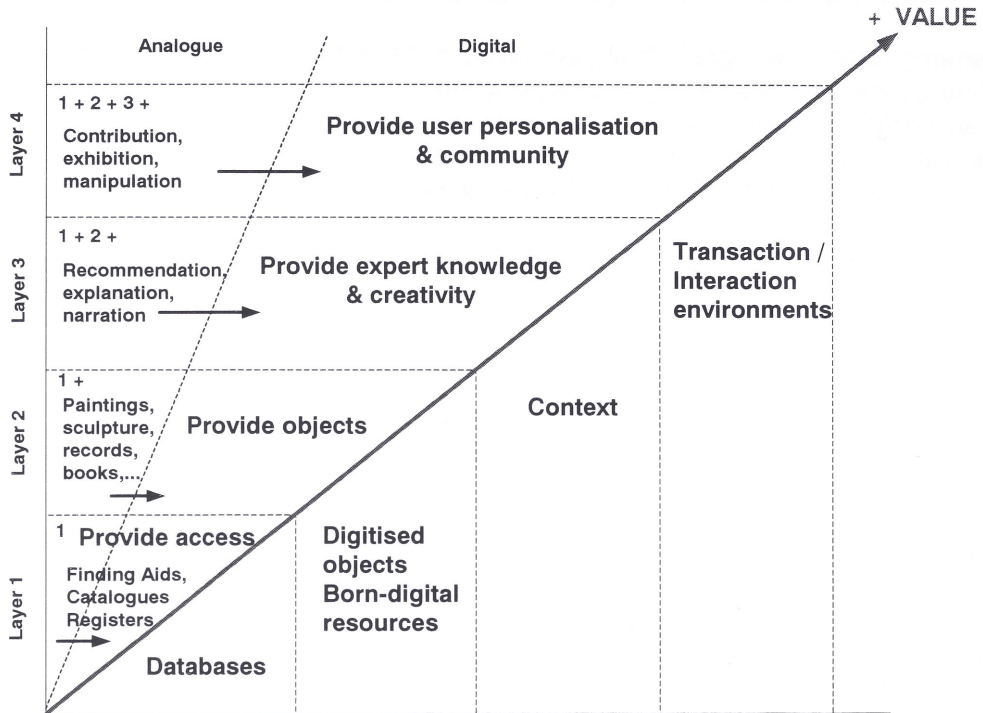 + VALUE
Analogue
Digital
Layer 4
1 + 2 + 3 +
Contribution,
exhibition,
manipulation
Provide user personalisation
& community
Layer 3
1 + 2 +
Recommendation,
explanation,
narration
Provide expert knowledge
& creativity
Transaction /
Interaction
environments
Layer 2
1 +
Paintings,
sculpture,
records,
books,...
Provide objects
Context
Layer 1
1 Provide access
Finding Aids,
Catalogues
Registers
Databases
Digitised
objects
Born-digital
resources